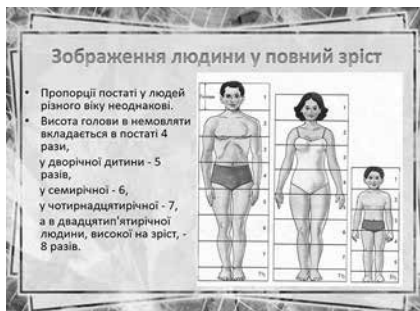 Зображення людини у повний зріст
• Пропорції постаті у людей
різного віку неоднакові.
• Висота голови в немовляти
вкладається в постаті 4
рази,
у дворічної дитини - 5
разів,
у семирічної - 6,
у чотирнадцятирічної - 7,
а в двадцятип'ятирічної
людини, високої на зріст, -
8 разів.